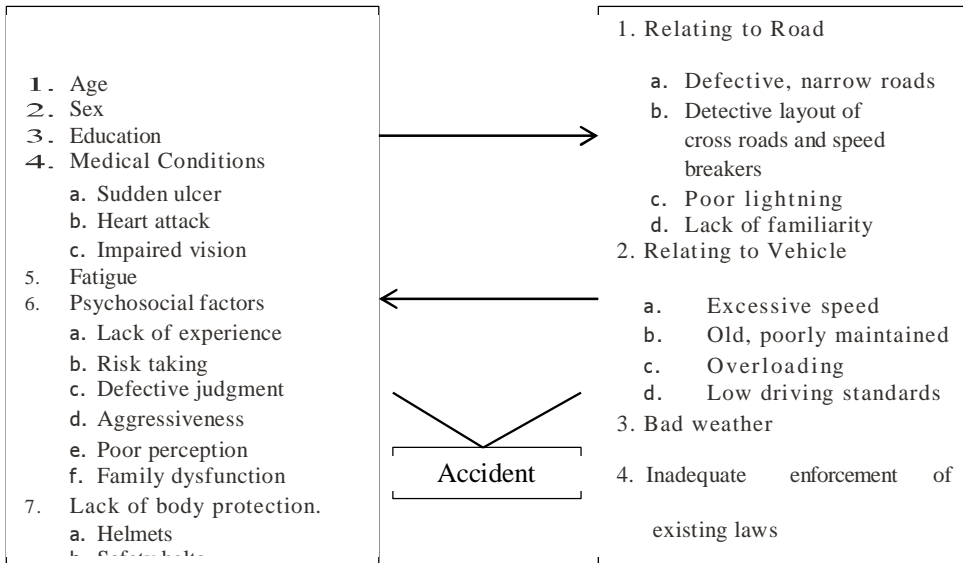 1. Age
2. Sex
3. Education
4. Medical Conditions
a. Sudden ulcer
b. Heart attack
c. Impaired vision
5. Fatigue
6. Psychosocial factors
a. Lack of experience
b. Risk taking
c. Defective judgment
d. Aggressiveness
e. Poor perception
f. Family dysfunction
7. Lack of body protection.
a. Helmets
Accident
1. Relating to Road
a. Defective, narrow roads
b. Detective layout of
cross roads and speed
breakers
c. Poor lightning
d. Lack of familiarity
2. Relating to Vehicle
a. Excessive speed
b. Old, poorly maintained
c. Overloading
d. Low driving standards
3. Bad weather
4. Inadequate enforcement of
existing laws